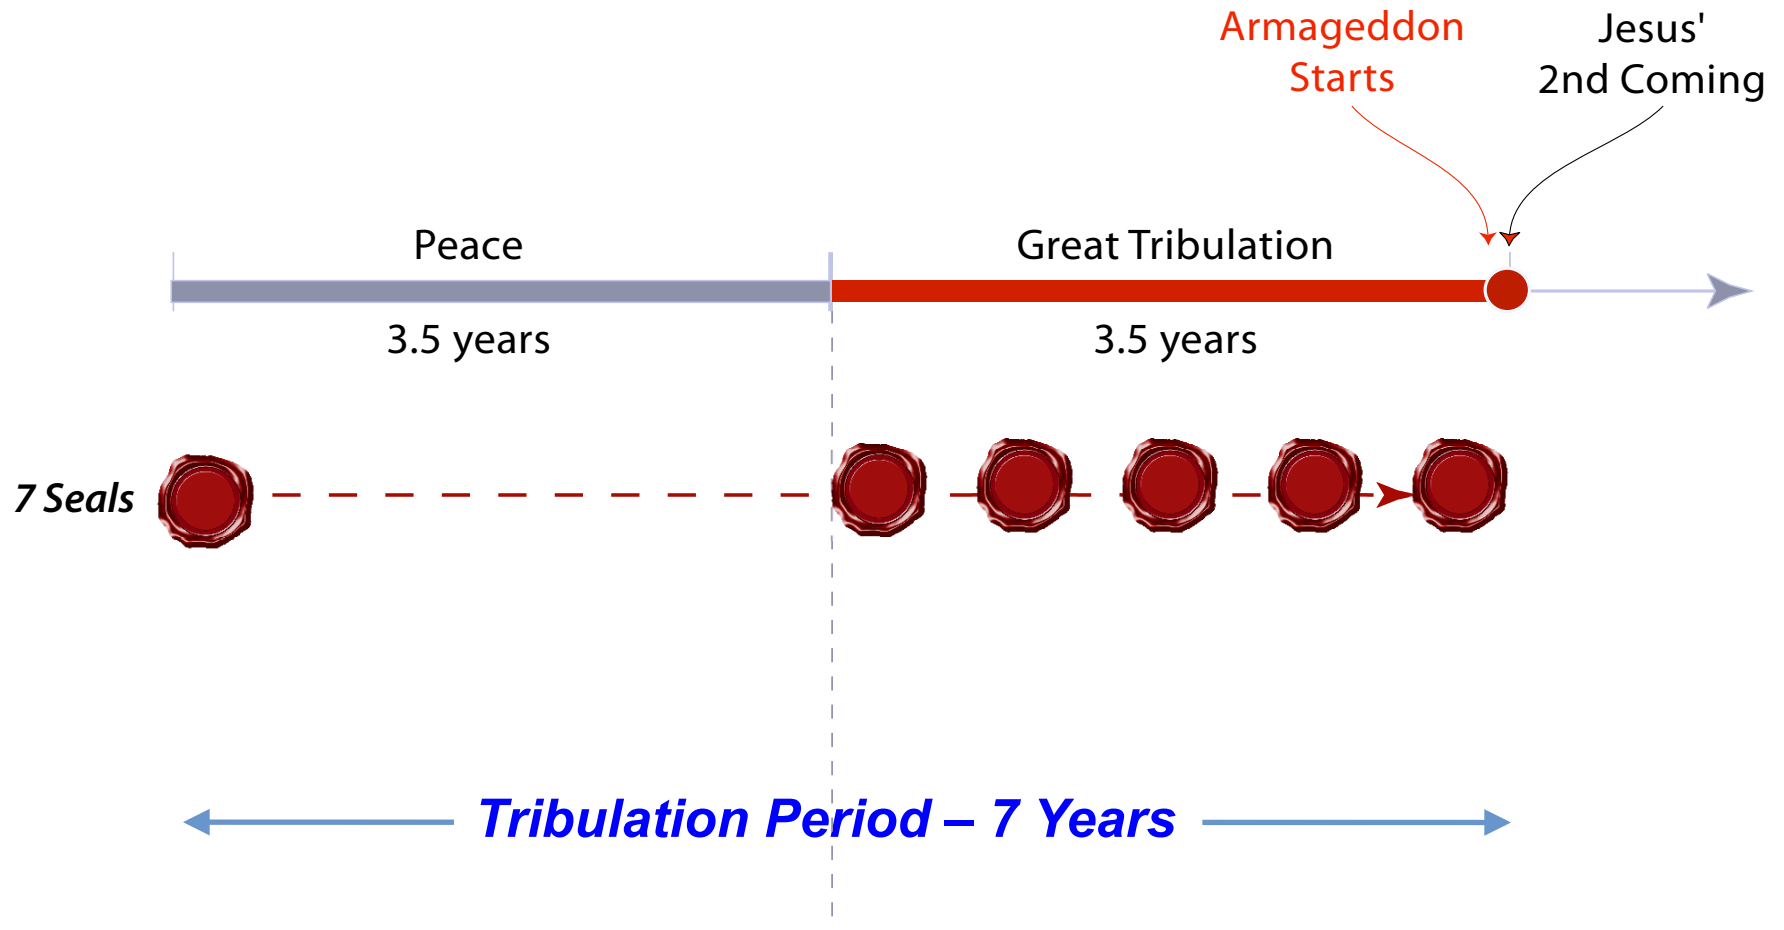 Armageddon
Starts
Jesus'
2nd Coming
Peace
Great Tribulation
3.5 years
3.5 years
7 Seals
Tribulation Period – 7 Years